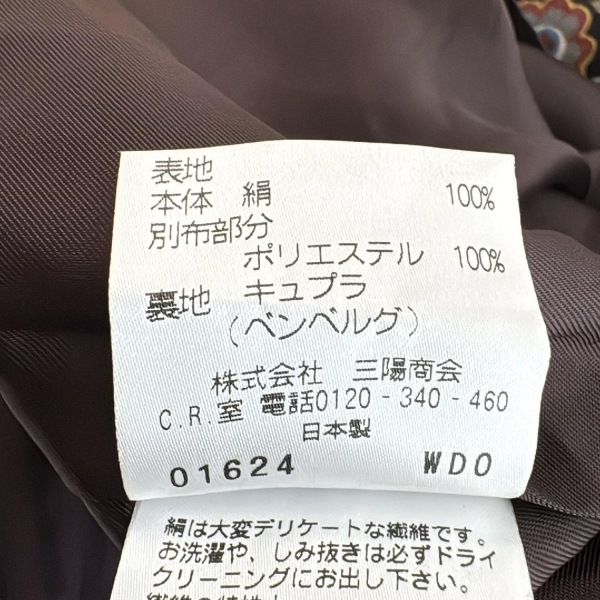 表地
本体 絹 100%
別布部分
ポリエステル 100%
裏地 キュプラ
(ベンベルグ)
株式会社 三陽商会
C.R.室 電話0120-340-460
日本製
01624 WDO
絹は大変デリケートな繊維です。
お洗濯や、しみ抜きは必ずドライ
クリーニングにお出し下さい。